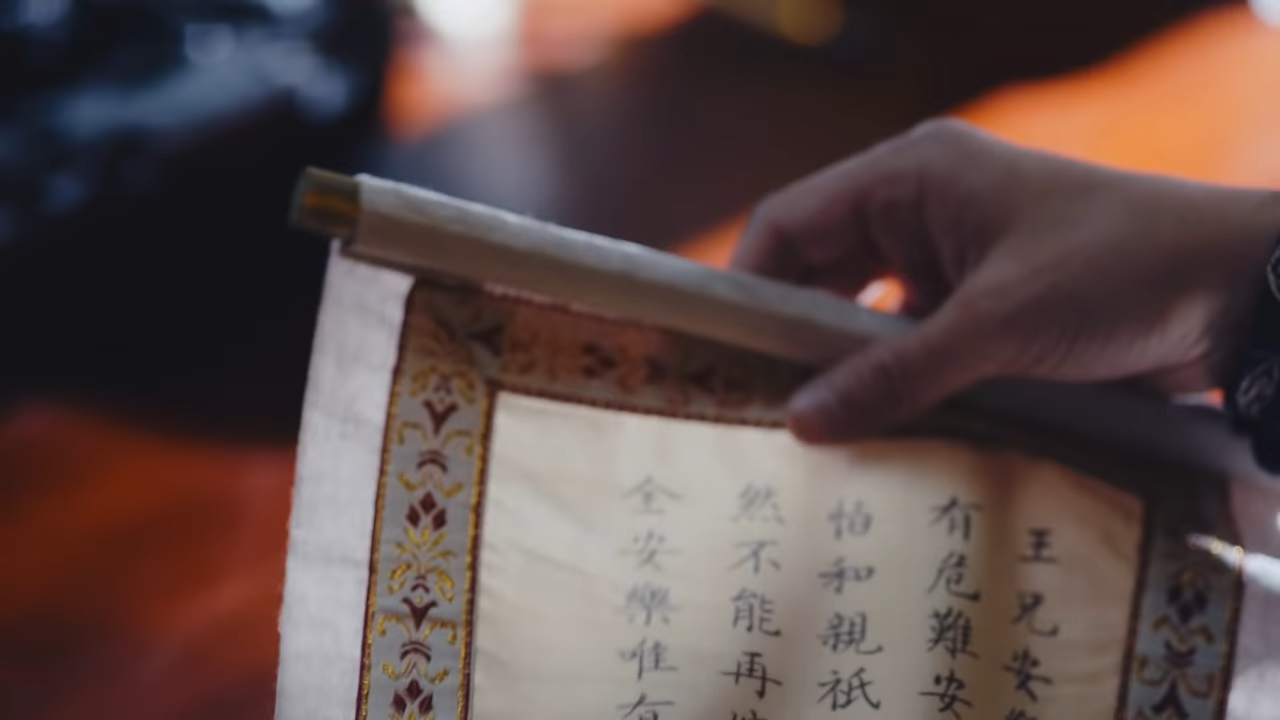 王兄安
有危難安
怕和親祇
然不能再
全安樂唯有